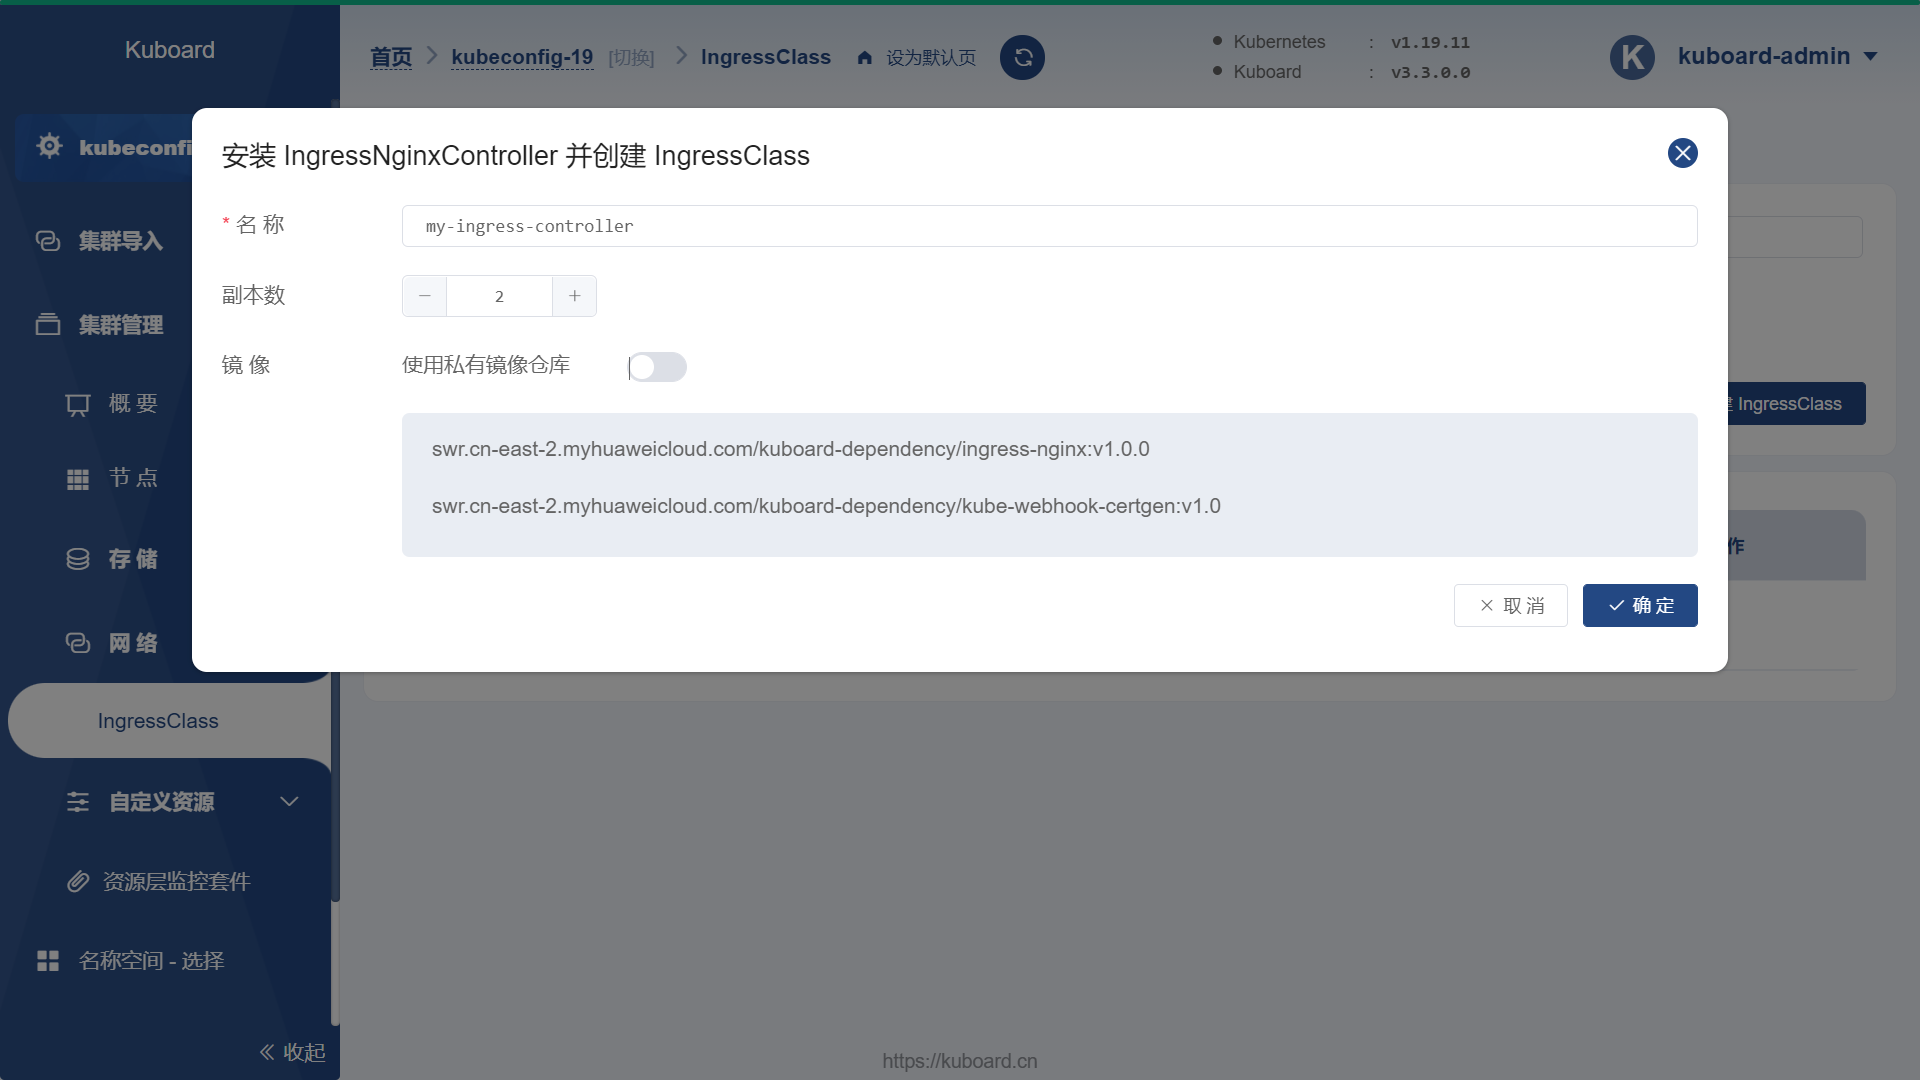 Kuboard
首页 kubeconfig-19 [切换] IngressClass 设为默认页
Kubernetes : v1.19.11
Kuboard : v3.3.0.0
K kuboard-admin
kubeconfi
集群导入
集群管理
概 要
节 点
存 储
网 络
IngressClass
自定义资源
资源层监控套件
名称空间 - 选择
收起
安装 IngressNginxController 并创建 IngressClass
* 名 称 my-ingress-controller
副本数 2
镜 像 使用私有镜像仓库
swr.cn-east-2.myhuaweicloud.com/kuboard-dependency/ingress-nginx:v1.0.0
swr.cn-east-2.myhuaweicloud.com/kuboard-dependency/kube-webhook-certgen:v1.0
取 消 确 定
IngressClass
作
https://kuboard.cn